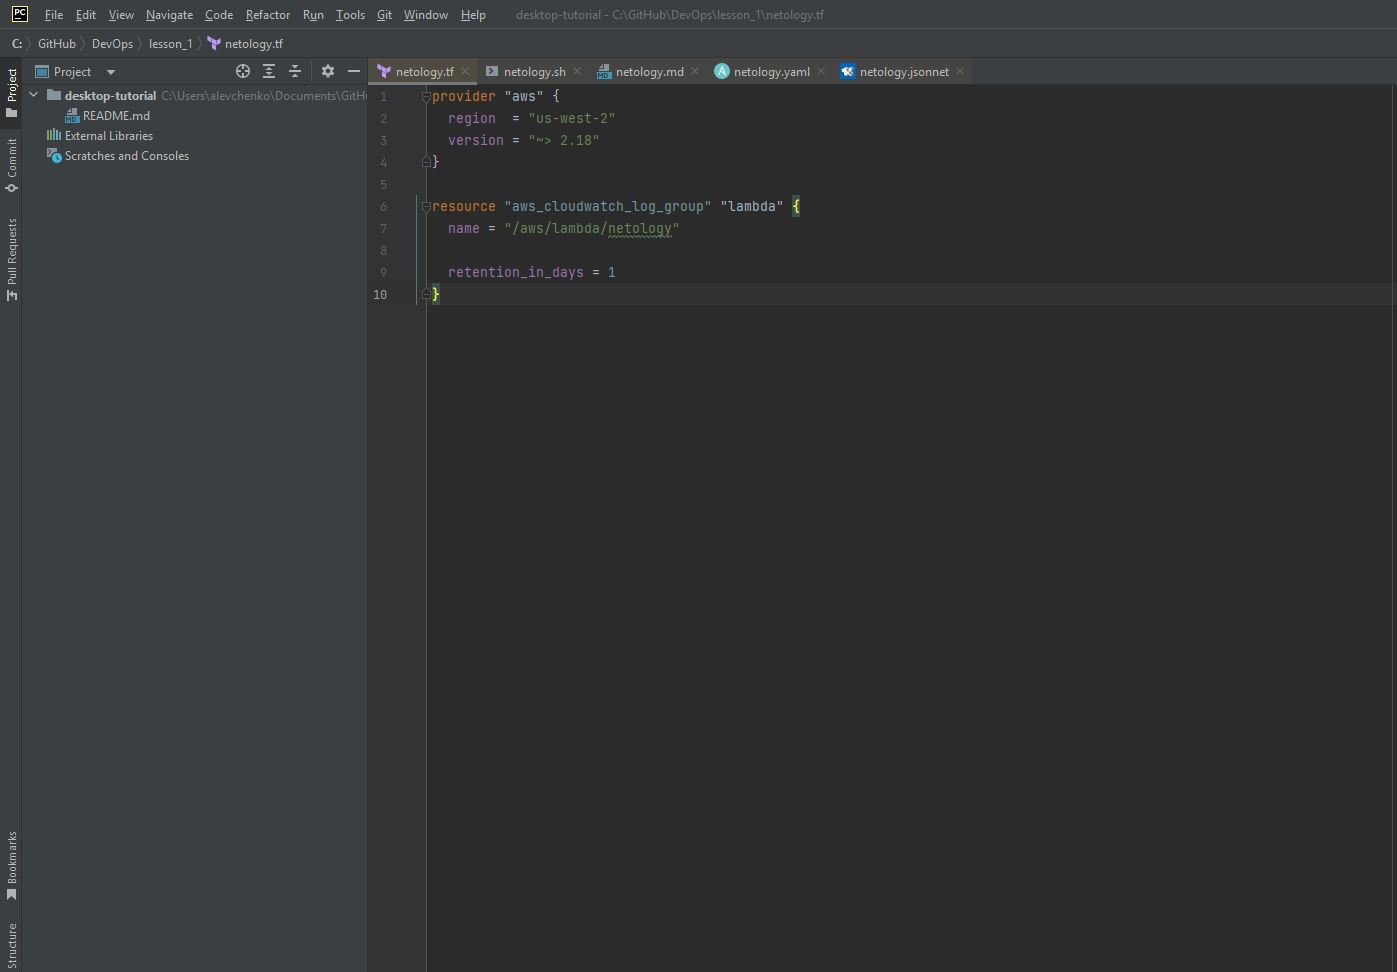 PC File Edit View Navigate Code Refactor Run Tools Git Window Help desktop-tutorial - C:\GitHub\DevOps\lesson_1\netology.tf
C: GitHub DevOps lesson_1 netology.tf
Project
netology.tf netology.sh netology.md netology.yaml netology.jsonnet
desktop-tutorial C:\Users\alevchenko\Documents\GitH
README.md
External Libraries
Scratches and Consoles
Project
Commit
Pull Requests
Bookmarks
Structure
1 provider "aws" {
2 region = "us-west-2"
3 version = "~> 2.18"
4 }
5
6 resource "aws_cloudwatch_log_group" "lambda" {
7 name = "/aws/lambda/netology"
8
9 retention_in_days = 1
10 }